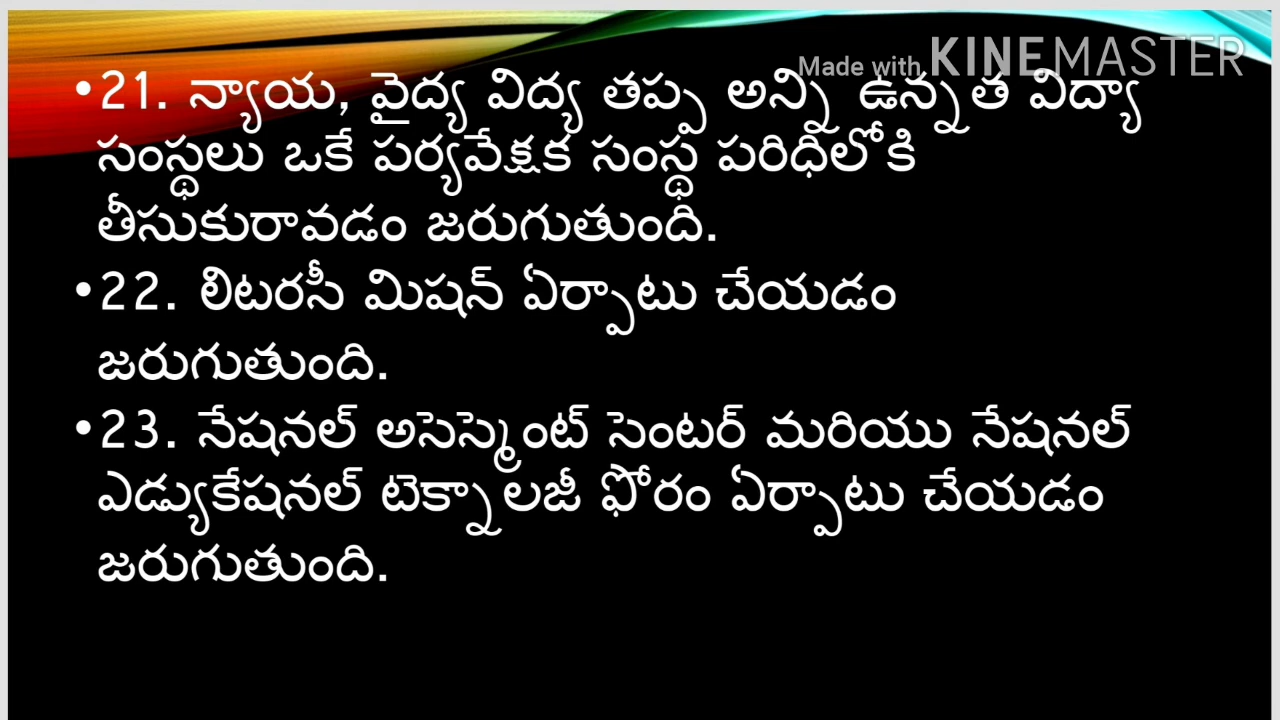 Made with KINEMASTER
•21. న్యాయ, వైద్య విద్య తప్ప అన్ని ఉన్నత విద్యా
సంస్థలు ఒకే పర్యవేక్షక సంస్థ పరిధిలోకి
తీసుకురావడం జరుగుతుంది.
•22. లిటరసీ మిషన్ ఏర్పాటు చేయడం
జరుగుతుంది.
•23. నేషనల్ అసెస్మెంట్ సెంటర్ మరియు నేషనల్
ఎడ్యుకేషనల్ టెక్నాలజీ ఫోరం ఏర్పాటు చేయడం
జరుగుతుంది.